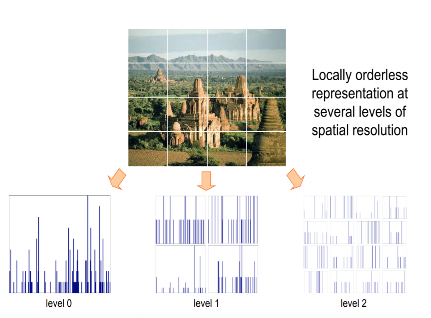 Locally orderless
representation at
several levels of
spatial resolution
level 0
level 1
level 2